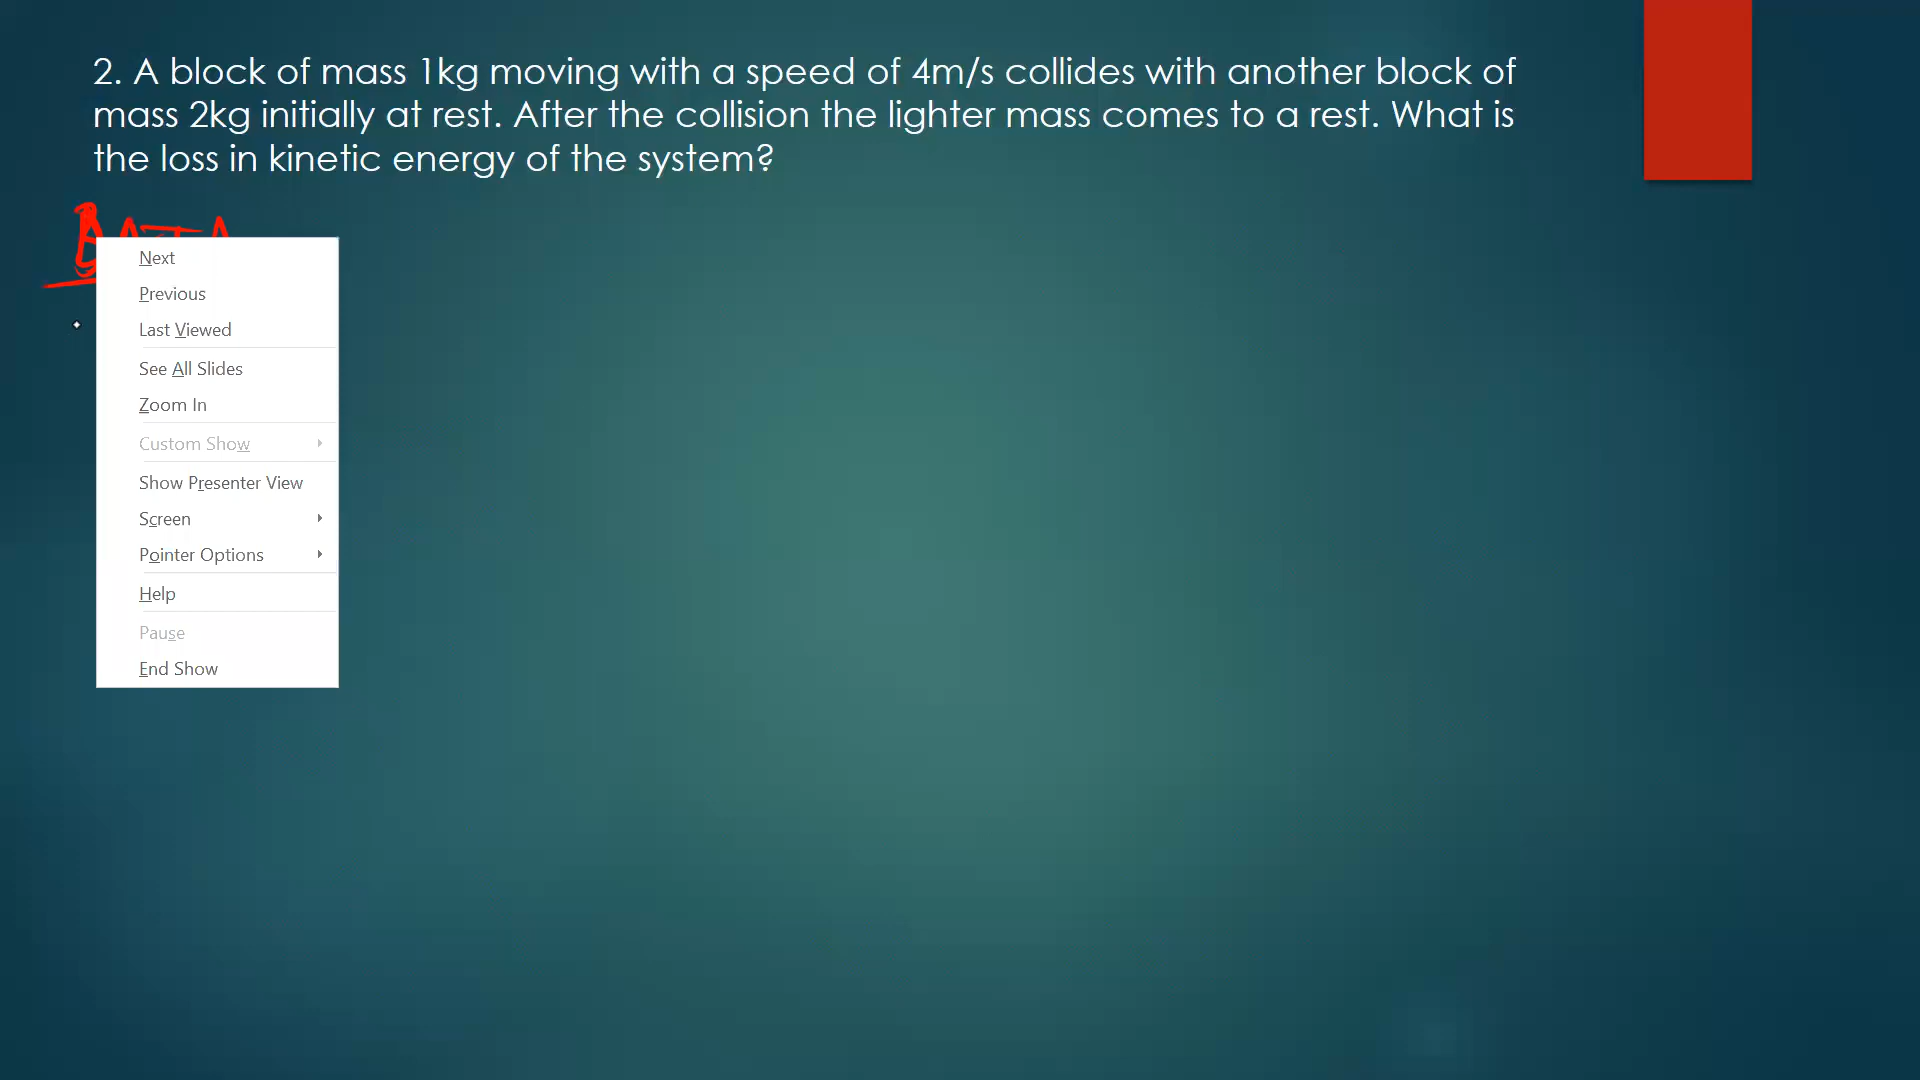 2. A block of mass 1kg moving with a speed of 4m/s collides with another block of
mass 2kg initially at rest. After the collision the lighter mass comes to a rest. What is
the loss in kinetic energy of the system?
Next
Previous
Last Viewed
See All Slides
Zoom In
Custom Show
Show Presenter View
Screen
Pointer Options
Help
Pause
End Show